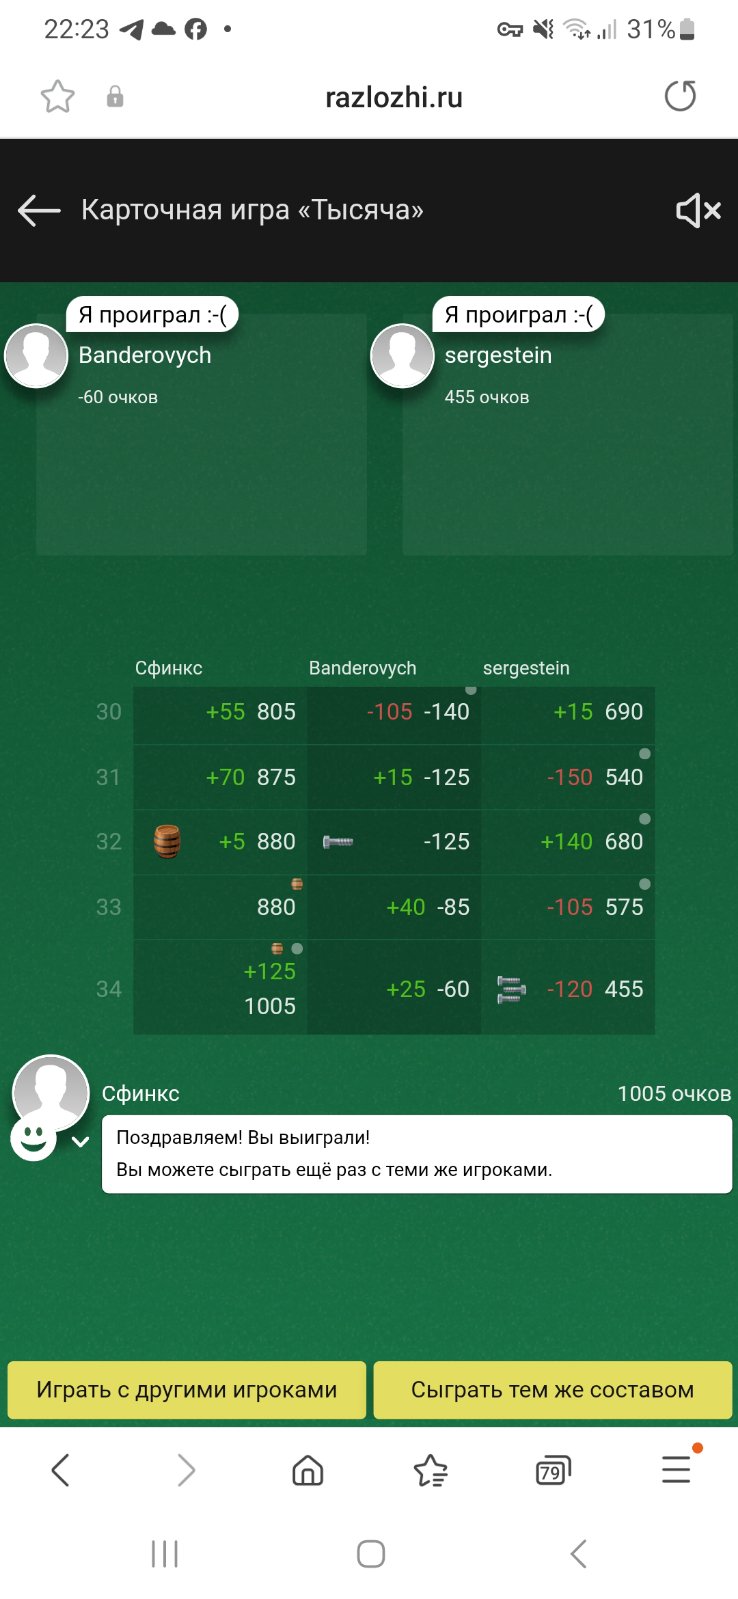 22:23 31%
razlozhi.ru
Карточная игра «Тысяча»
Я проиграл :-( Я проиграл :-(
Banderovych sergestein
-60 очков 455 очков
Сфинкс Banderovych sergestein
30 +55 805 -105 -140 +15 690
31 +70 875 +15 -125 -150 540
32 +5 880 -125 +140 680
33 880 +40 -85 -105 575
+125
34 1005 +25 -60 -120 455
Сфинкс 1005 очков
Поздравляем! Вы выиграли!
Вы можете сыграть ещё раз с теми же игроками.
Играть с другими игроками Сыграть тем же составом
79